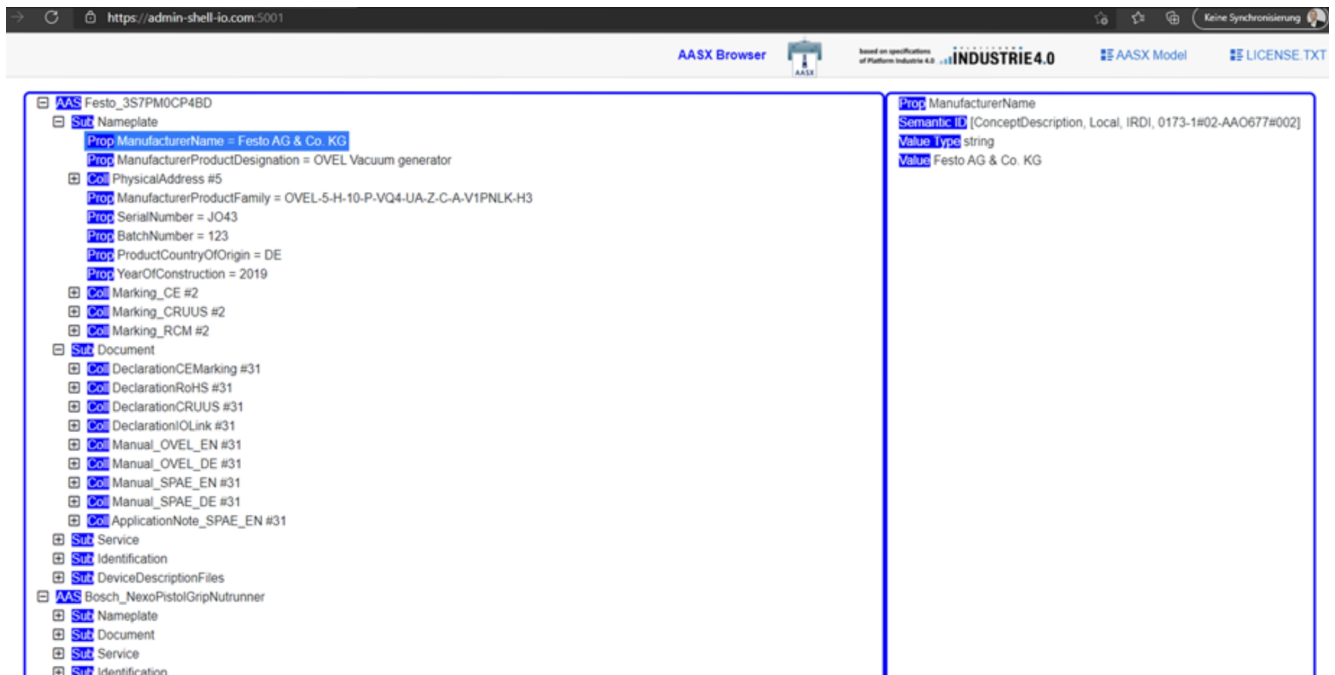 https://admin-shell-io.com:5001
Keine Synchronisierung
AASX Browser
AASX
based on specifications
of Platform Industrie 4.0
INDUSTRIE4.0
AASX Model
LICENSE.TXT
AAS Festo_3S7PM0CP4BD
Sub Nameplate
Prop ManufacturerName = Festo AG & Co. KG
Prop ManufacturerProductDesignation = OVEL Vacuum generator
Coll PhysicalAddress #5
Prop ManufacturerProductFamily = OVEL-5-H-10-P-VQ4-UA-Z-C-A-V1PNLK-H3
Prop SerialNumber = JO43
Prop BatchNumber = 123
Prop ProductCountryOfOrigin = DE
Prop YearOfConstruction = 2019
Coll Marking_CE #2
Coll Marking_CRUUS #2
Coll Marking_RCM #2
Sub Document
Coll DeclarationCEMarking #31
Coll DeclarationRoHS #31
Coll DeclarationCRUUS #31
Coll DeclarationIOLink #31
Coll Manual_OVEL_EN #31
Coll Manual_OVEL_DE #31
Coll Manual_SPAE_EN #31
Coll Manual_SPAE_DE #31
Coll ApplicationNote_SPAE_EN #31
Sub Service
Sub Identification
Sub DeviceDescriptionFiles
AAS Bosch_NexoPistolGripNutrunner
Sub Nameplate
Sub Document
Sub Service
Sub Identification
Prop ManufacturerName
Semantic ID [ConceptDescription, Local, IRDI, 0173-1#02-AAO677#002]
Value Type string
Value Festo AG & Co. KG